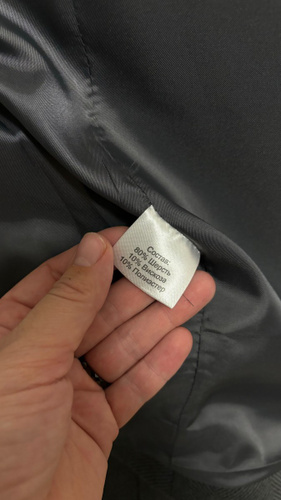 Состав:
80% Шерсть
10% Вискоза
10% Полиэстер